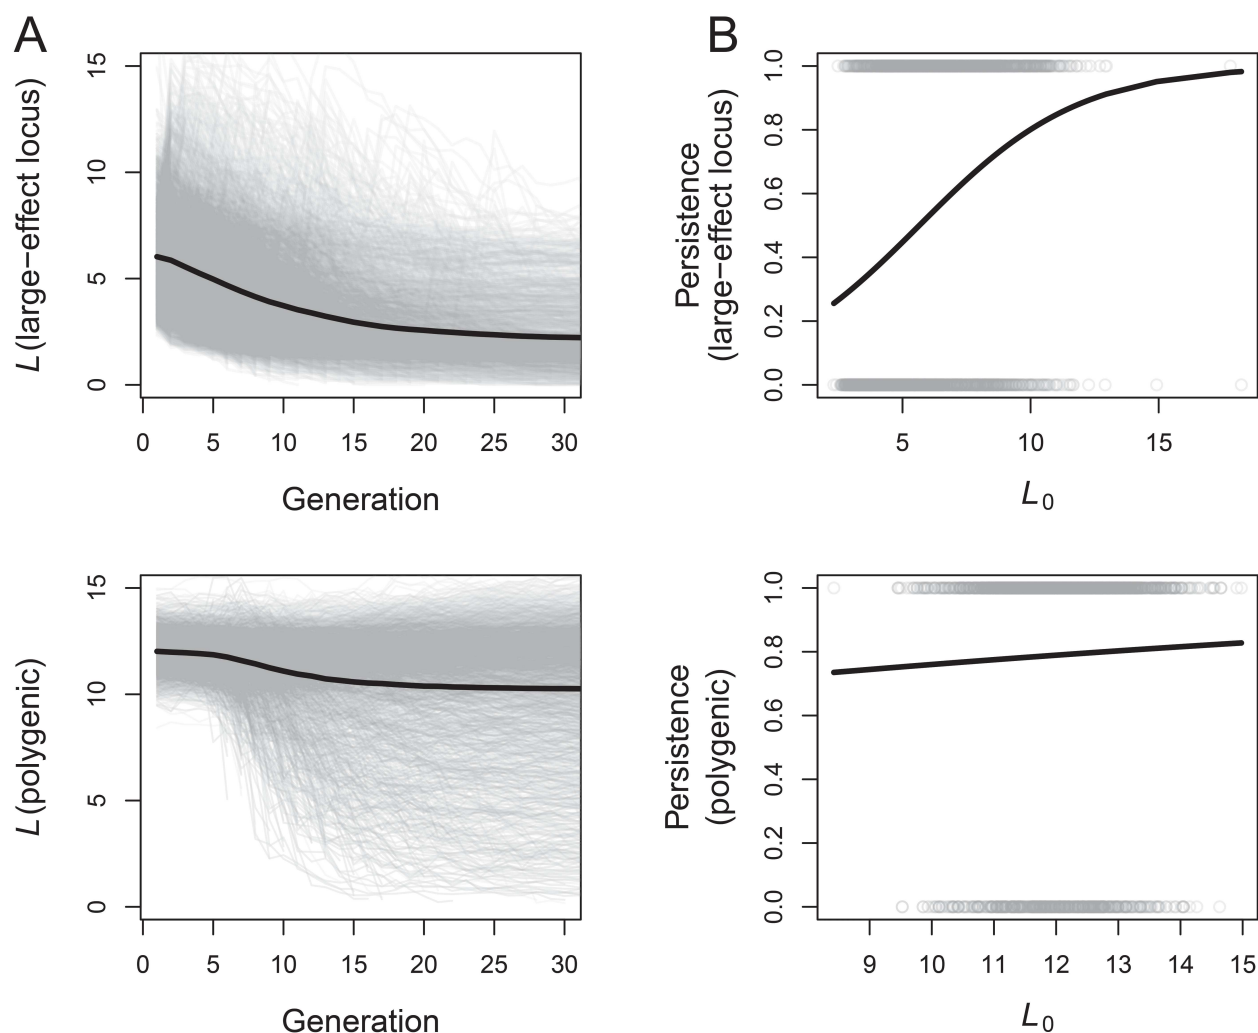 A
L (large−effect locus)
15
10
5
0
0 5 10 15 20 25 30
Generation
B
Persistence
(large−effect locus)
1.0
0.8
0.6
0.4
0.2
0.0
5 10 15
L0
L (polygenic)
15
10
5
0
0 5 10 15 20 25 30
Generation
Persistence
(polygenic)
1.0
0.8
0.6
0.4
0.2
0.0
9 10 11 12 13 14 15
L0